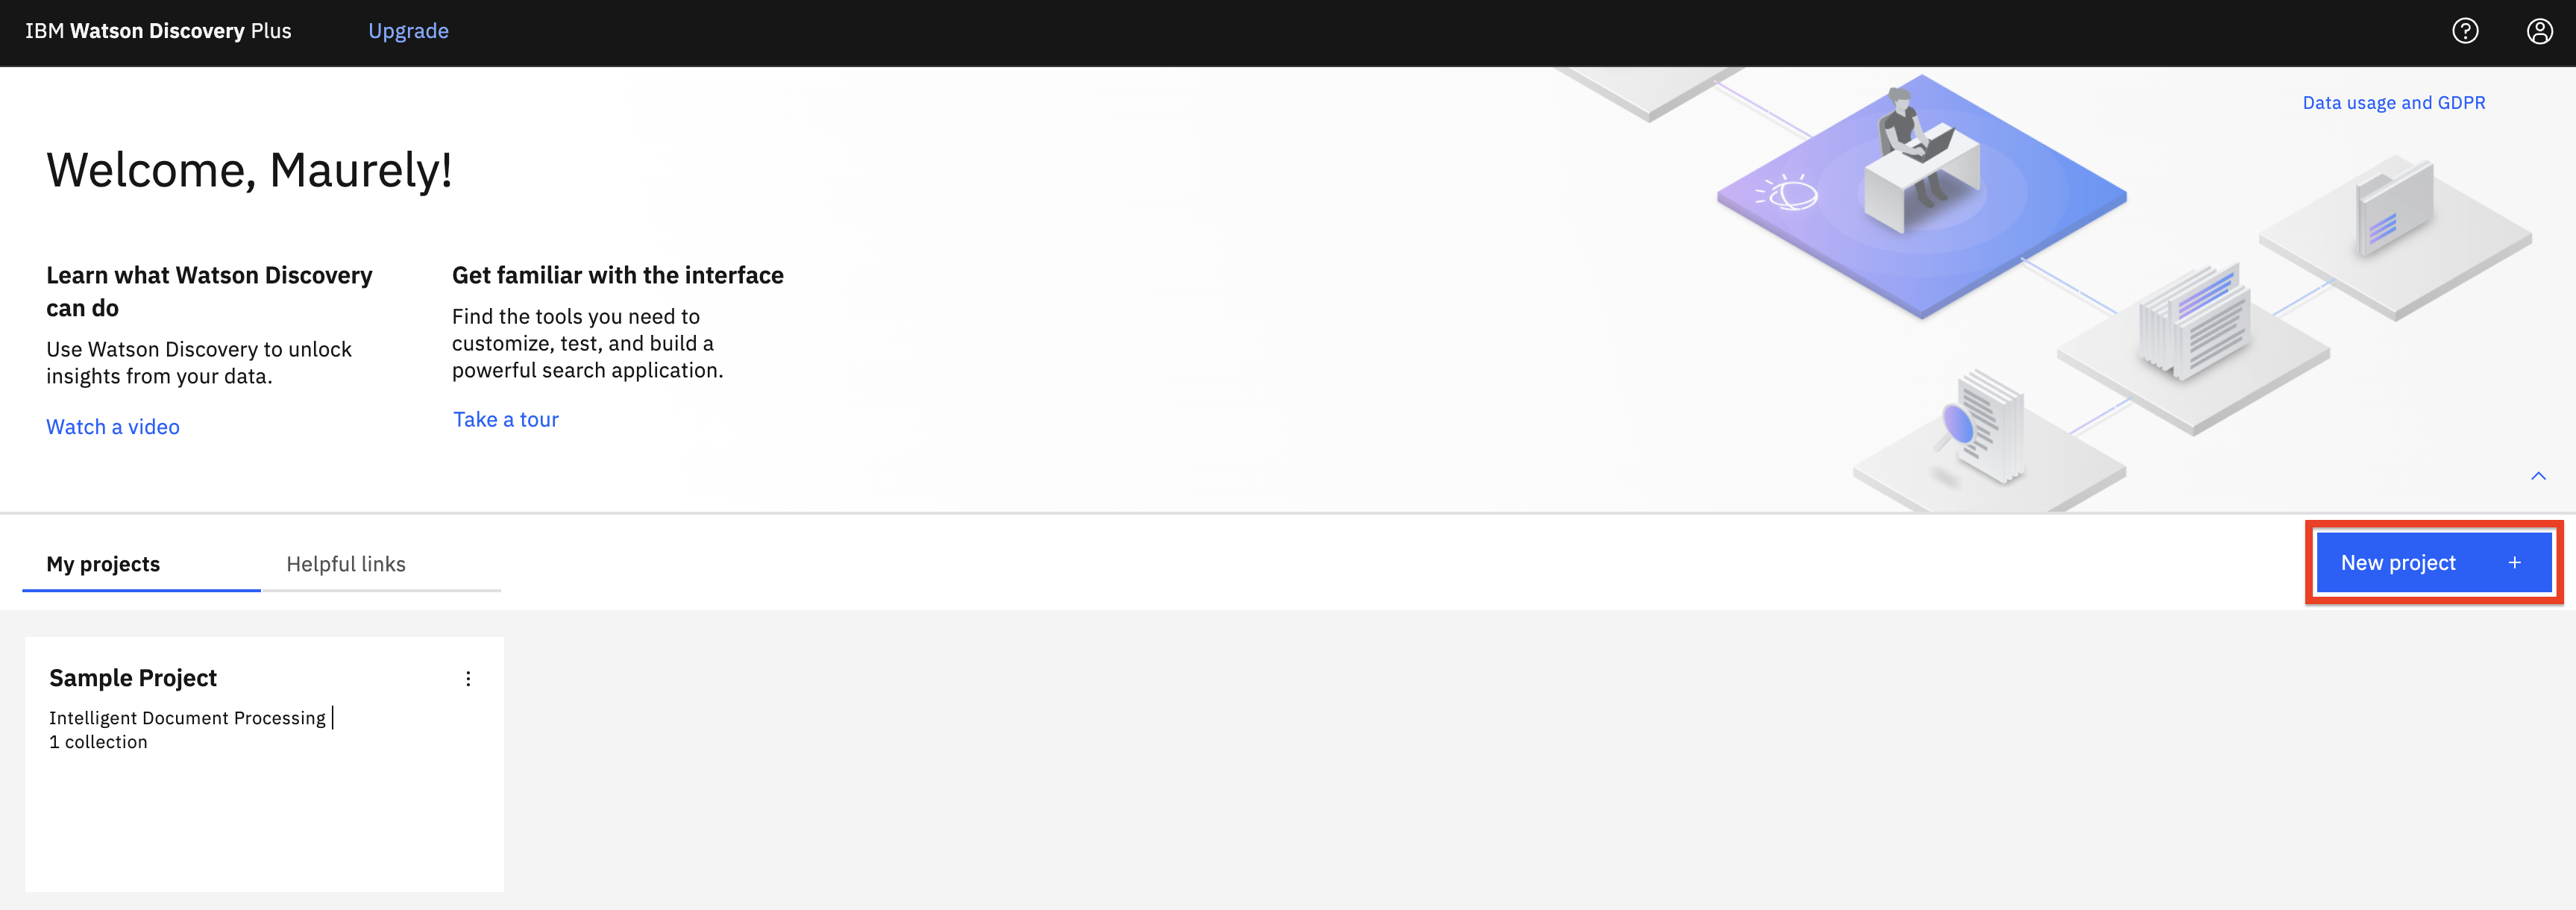 IBM Watson Discovery Plus
Upgrade
Data usage and GDPR
Welcome, Maurely!
Learn what Watson Discovery
can do
Use Watson Discovery to unlock
insights from your data.
Watch a video
Get familiar with the interface
Find the tools you need to
customize, test, and build a
powerful search application.
Take a tour
My projects
Helpful links
New project +
Sample Project
Intelligent Document Processing |
1 collection